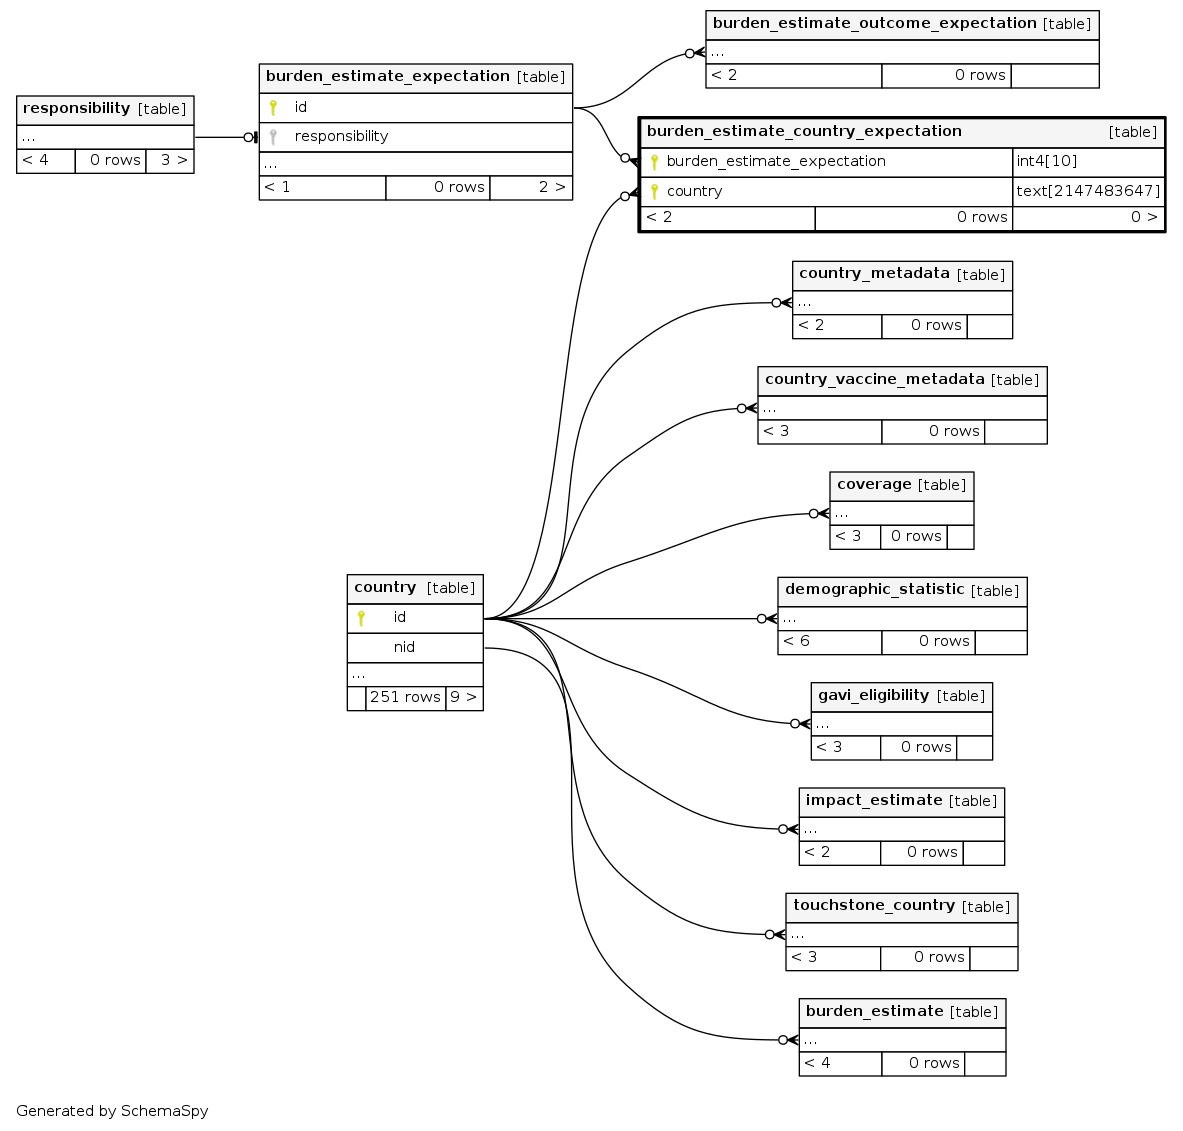 burden_estimate_outcome_expectation [table]
...
< 2 0 rows
burden_estimate_expectation [table]
id
responsibility
...
< 1 0 rows 2 >
responsibility [table]
...
< 4 0 rows 3 >
burden_estimate_country_expectation [table]
burden_estimate_expectation int4[10]
country text[2147483647]
< 2 0 rows 0 >
country_metadata [table]
...
< 2 0 rows
country_vaccine_metadata [table]
...
< 3 0 rows
coverage [table]
...
< 3 0 rows
country [table]
id
nid
...
251 rows 9 >
demographic_statistic [table]
...
< 6 0 rows
gavi_eligibility [table]
...
< 3 0 rows
impact_estimate [table]
...
< 2 0 rows
touchstone_country [table]
...
< 3 0 rows
burden_estimate [table]
...
< 4 0 rows
Generated by SchemaSpy